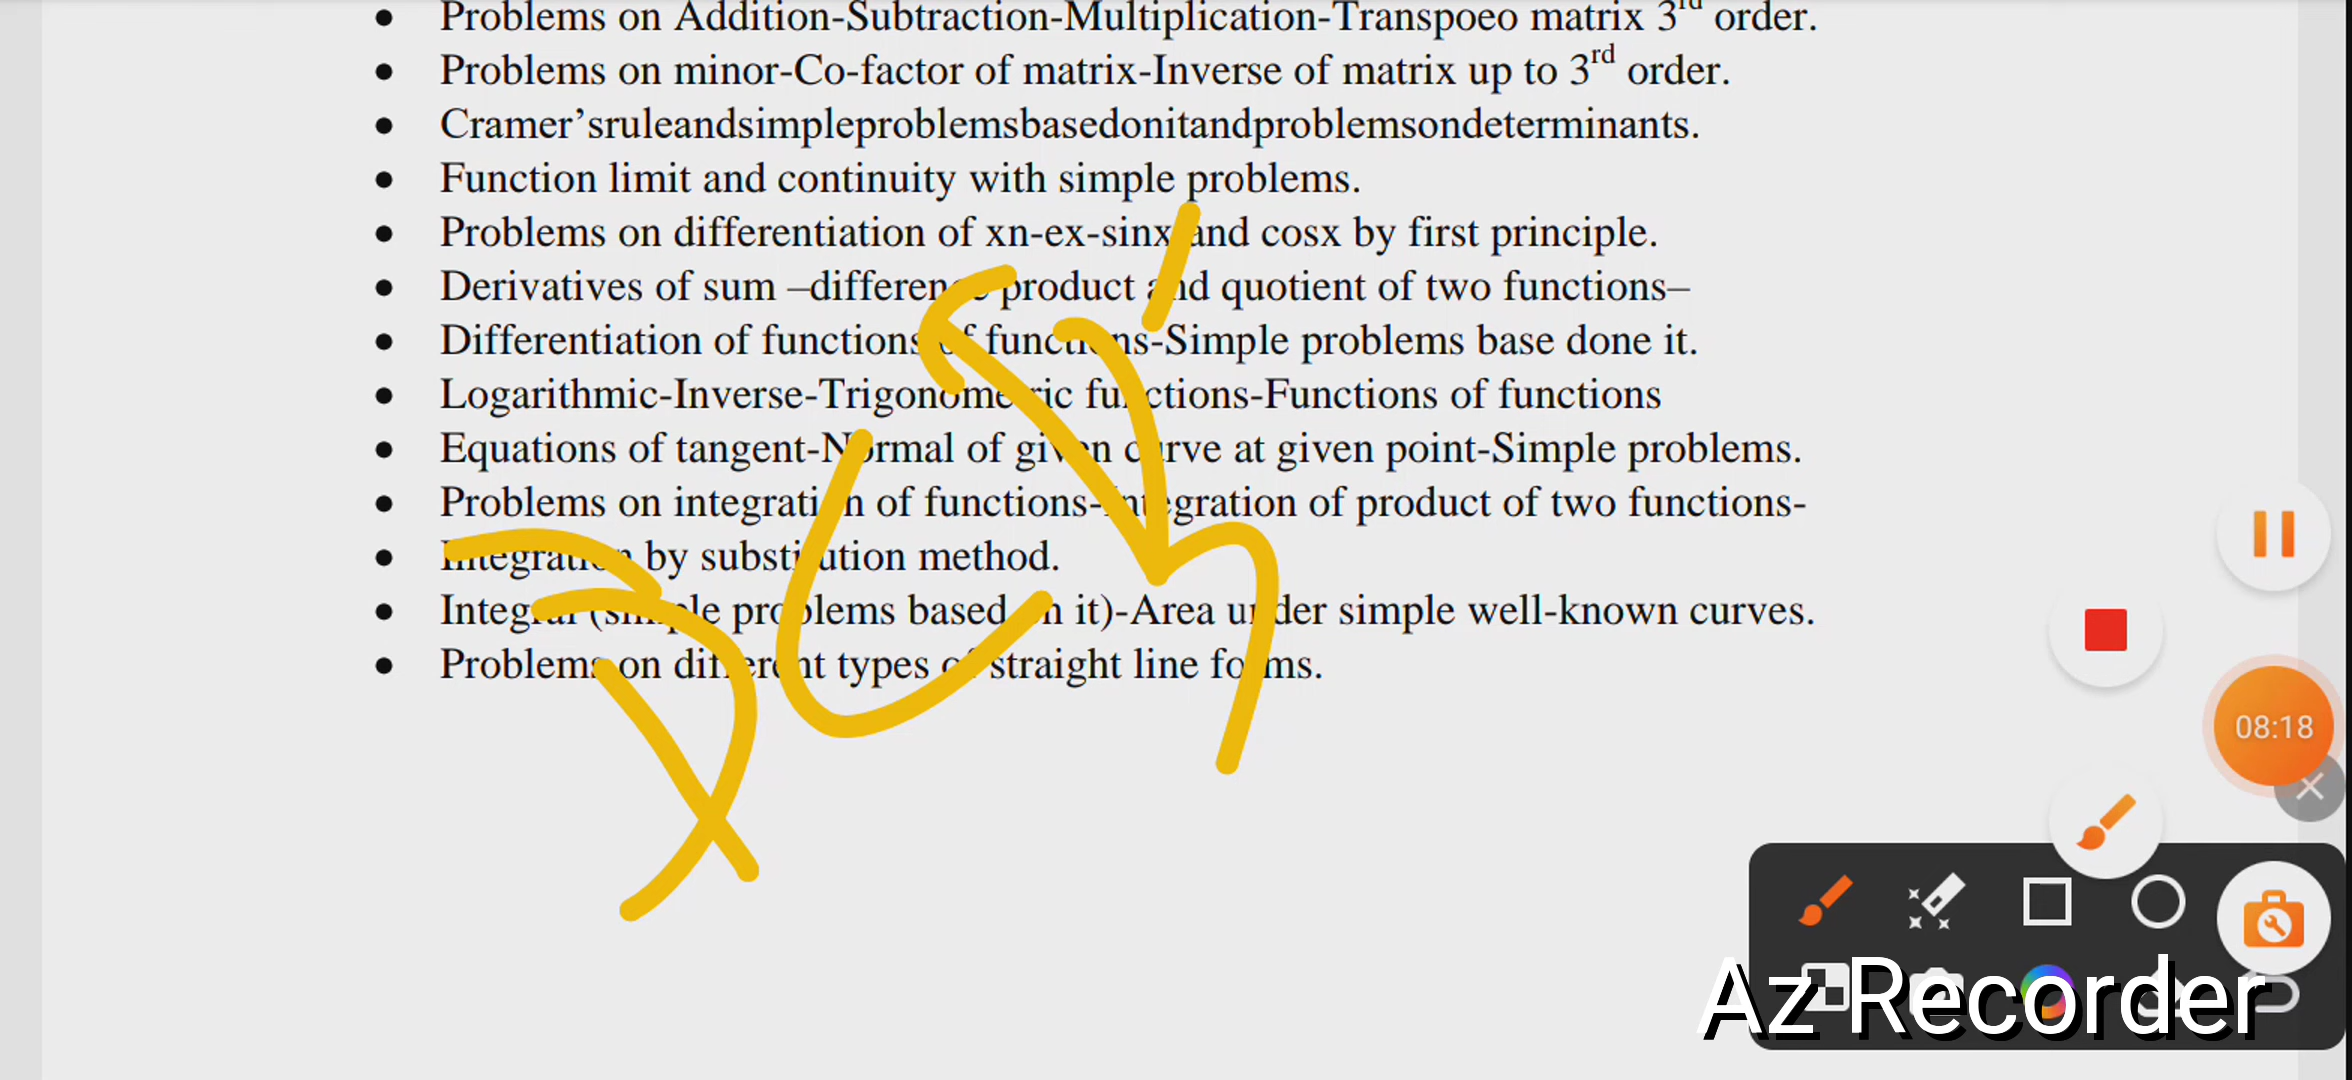 • Problems on Addition-Subtraction-Multiplication-Transpoeo matrix 3rd order.
• Problems on minor-Co-factor of matrix-Inverse of matrix up to 3rd order.
• Cramer’sruleandsimpleproblemsbasedonitandproblemsondeterminants.
• Function limit and continuity with simple problems.
• Problems on differentiation of xn-ex-sinx and cosx by first principle.
• Derivatives of sum –difference product and quotient of two functions–
• Differentiation of functions of functions-Simple problems base done it.
• Logarithmic-Inverse-Trigonometric functions-Functions of functions
• Equations of tangent-Normal of given curve at given point-Simple problems.
• Problems on integration of functions-Integration of product of two functions-
• Integration by substitution method.
• Integral (simple problems based on it)-Area under simple well-known curves.
• Problems on different types of straight line forms.
08:18
Az Recorder